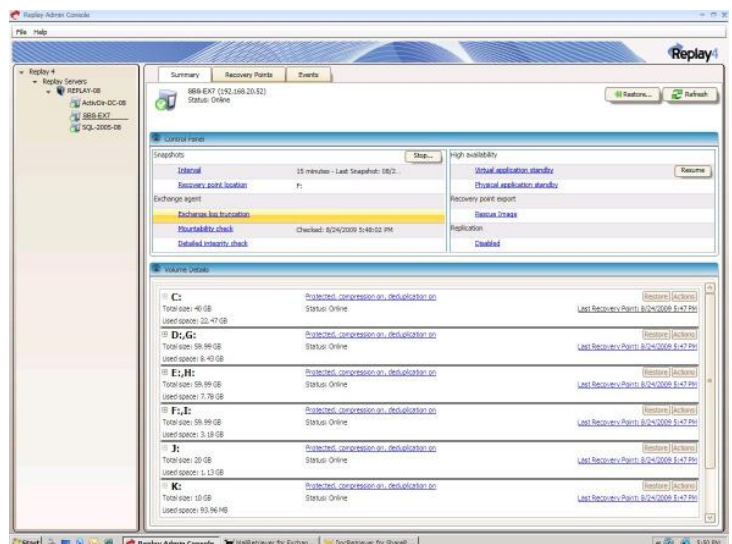 Replay Admin Console
File Help
Replay4
Replay 4
Replay Servers
REPLAY-08
ActivDir-DC-08
SBS-EX7
SQL-2005-08
Summary Recovery Points Events
SBS-EX7 (192.168.20.52)
Status: Online
Restore... Refresh
Control Panel
Snapshots Stop...
Interval 15 minutes - Last Snapshot: 08/2...
Recovery point location F:
Exchange agent
Exchange log truncation
Mountability check Checked: 8/24/2009 5:48:02 PM
Detailed integrity check
High availability
Virtual application standby Resume
Physical application standby
Recovery point export
Rescue Image
Replication
Disabled
Volume Details
C: Protected, compression on, deduplication on Restore Actions
Total size: 40 GB Status: Online Last Recovery Point: 8/24/2009 5:47 PM
Used space: 22.47 GB
D:,G: Protected, compression on, deduplication on Restore Actions
Total size: 59.99 GB Status: Online Last Recovery Point: 8/24/2009 5:47 PM
Used space: 8.43 GB
E:,H: Protected, compression on, deduplication on Restore Actions
Total size: 59.99 GB Status: Online Last Recovery Point: 8/24/2009 5:47 PM
Used space: 7.78 GB
F:,I: Protected, compression on, deduplication on Restore Actions
Total size: 59.99 GB Status: Online Last Recovery Point: 8/24/2009 5:47 PM
Used space: 3.18 GB
J: Protected, compression on, deduplication on Restore Actions
Total size: 20 GB Status: Online Last Recovery Point: 8/24/2009 5:47 PM
Used space: 1.13 GB
K: Protected, compression on, deduplication on Restore Actions
Total size: 10 GB Status: Online Last Recovery Point: 8/24/2009 5:47 PM
Used space: 93.96 MB
Start Replay Admin Console MailRetriever for Exchan... DocRetriever for ShareP... 5:50 PM